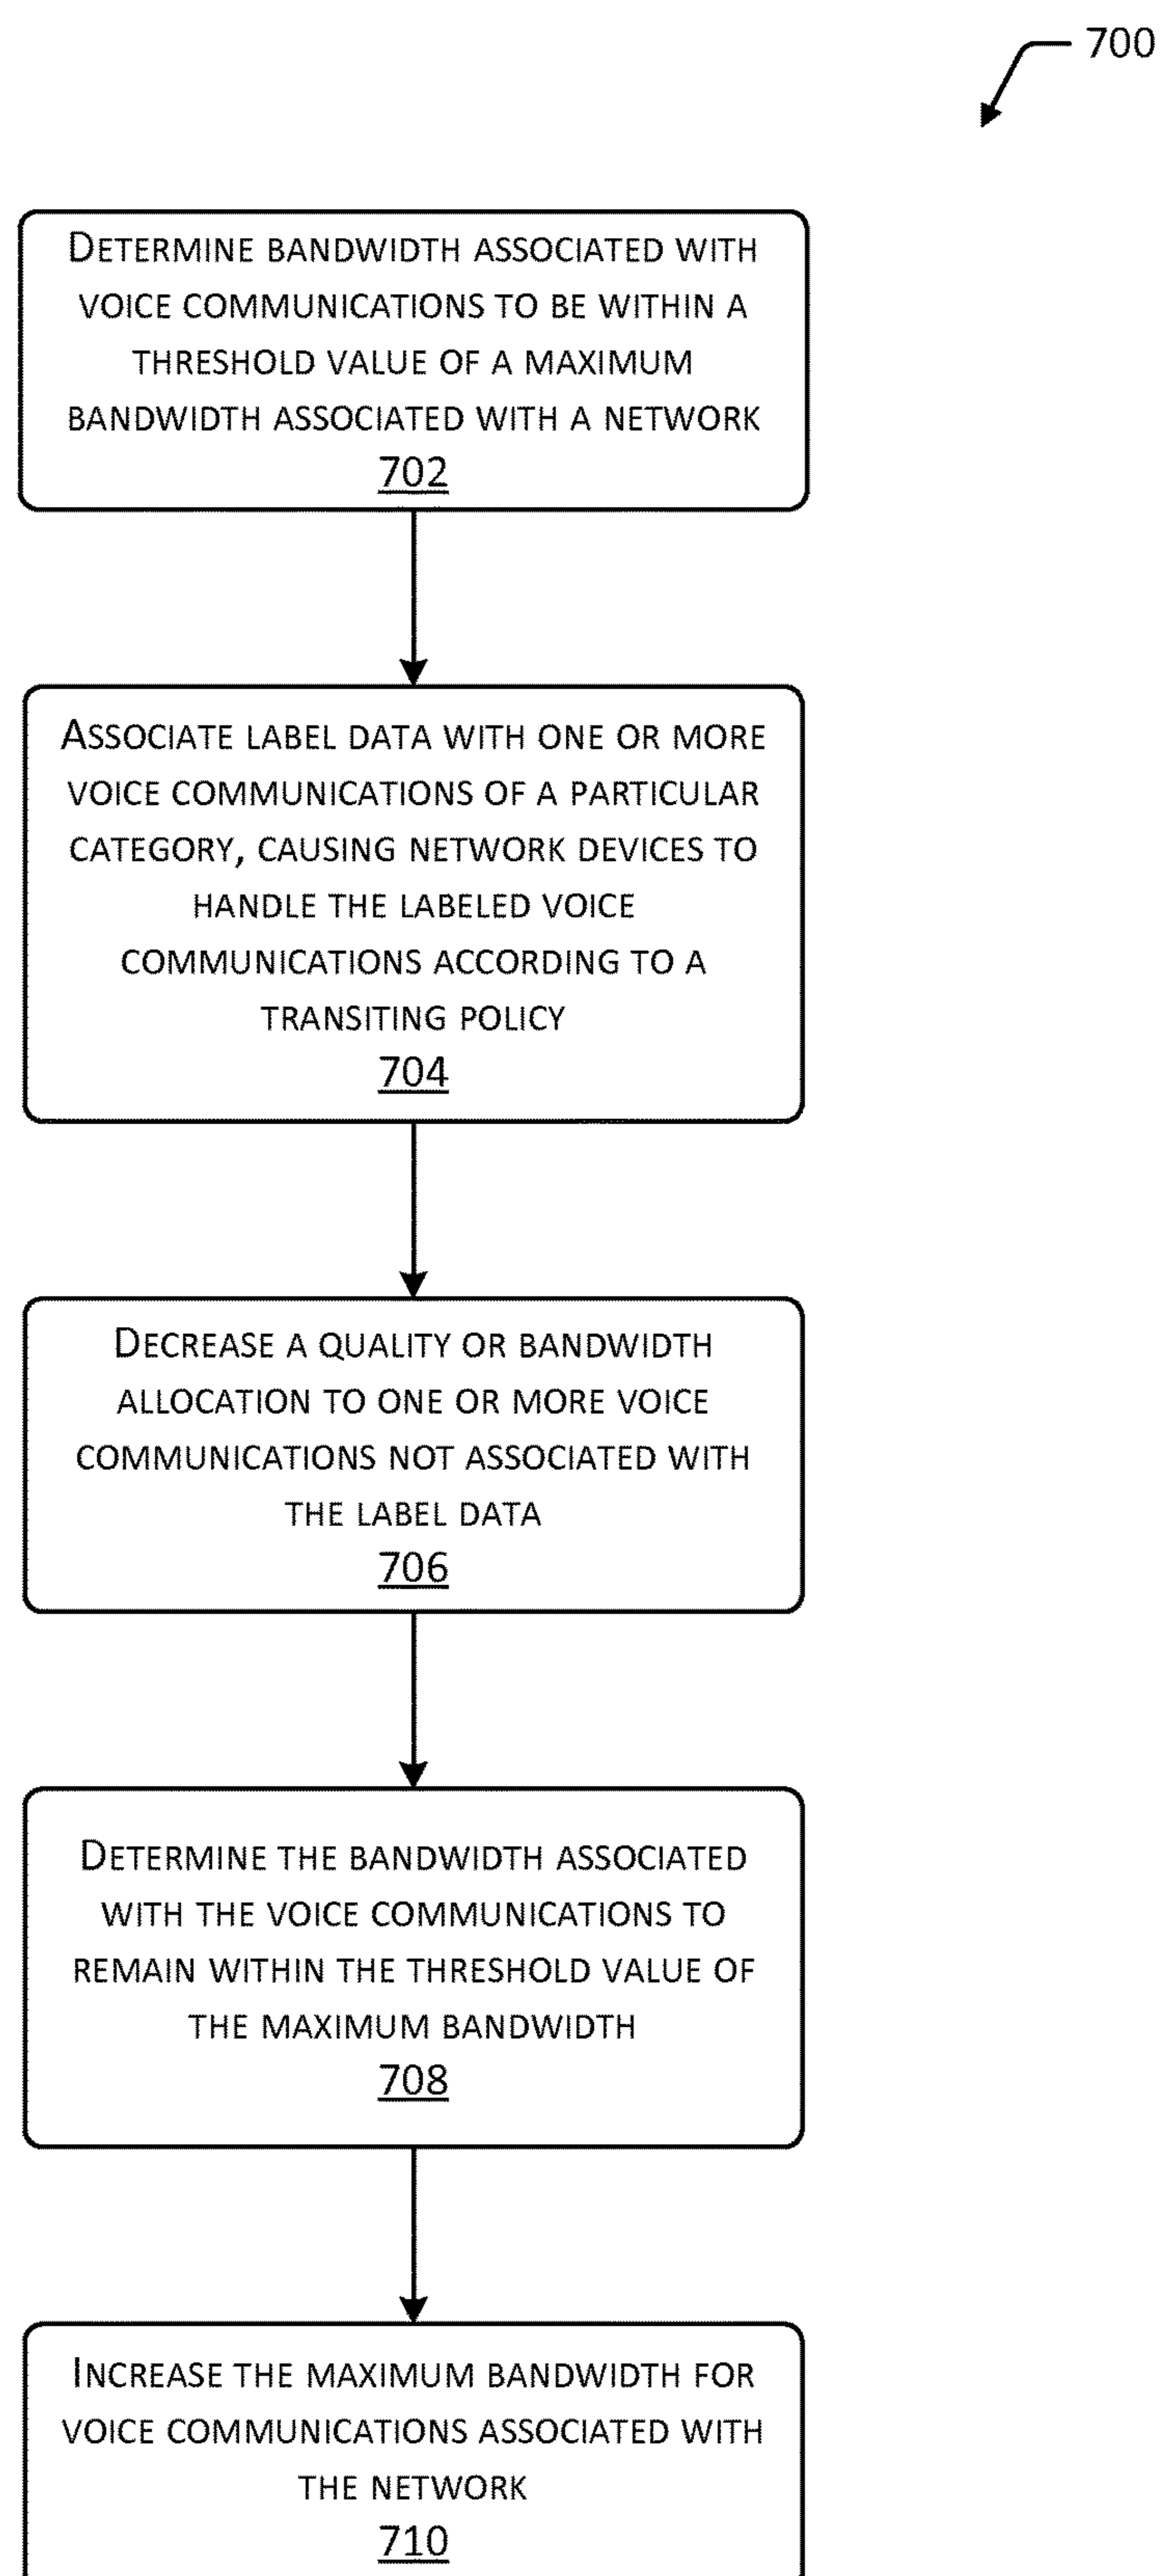 700
DETERMINE BANDWIDTH ASSOCIATED WITH
VOICE COMMUNICATIONS TO BE WITHIN A
THRESHOLD VALUE OF A MAXIMUM
BANDWIDTH ASSOCIATED WITH A NETWORK
702
ASSOCIATE LABEL DATA WITH ONE OR MORE
VOICE COMMUNICATIONS OF A PARTICULAR
CATEGORY, CAUSING NETWORK DEVICES TO
HANDLE THE LABELED VOICE
COMMUNICATIONS ACCORDING TO A
TRANSITING POLICY
704
DECREASE A QUALITY OR BANDWIDTH
ALLOCATION TO ONE OR MORE VOICE
COMMUNICATIONS NOT ASSOCIATED WITH
THE LABEL DATA
706
DETERMINE THE BANDWIDTH ASSOCIATED
WITH THE VOICE COMMUNICATIONS TO
REMAIN WITHIN THE THRESHOLD VALUE OF
THE MAXIMUM BANDWIDTH
708
INCREASE THE MAXIMUM BANDWIDTH FOR
VOICE COMMUNICATIONS ASSOCIATED WITH
THE NETWORK
710